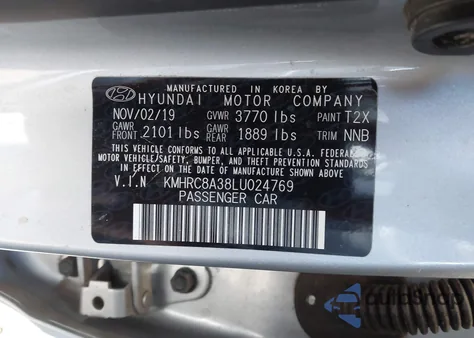 MANUFACTURED IN KOREA BY
HYUNDAI MOTOR COMPANY
NOV/02/19 GVWR 3770 lbs PAINT T2X
GAWR FRONT 2101 lbs GAWR REAR 1889 lbs TRIM NNB
THIS VEHICLE CONFORMS TO ALL APPLICABLE U.S.A. FEDERAL
MOTOR VEHICLE/SAFETY, BUMPER, AND THEFT PREVENTION
STANDARDS IN EFFECT ON THE DATE OF MANUFACTURE SHOWN ABOVE.
V.I.N KMHRC8A38LU024769
PASSENGER CAR
autosnap